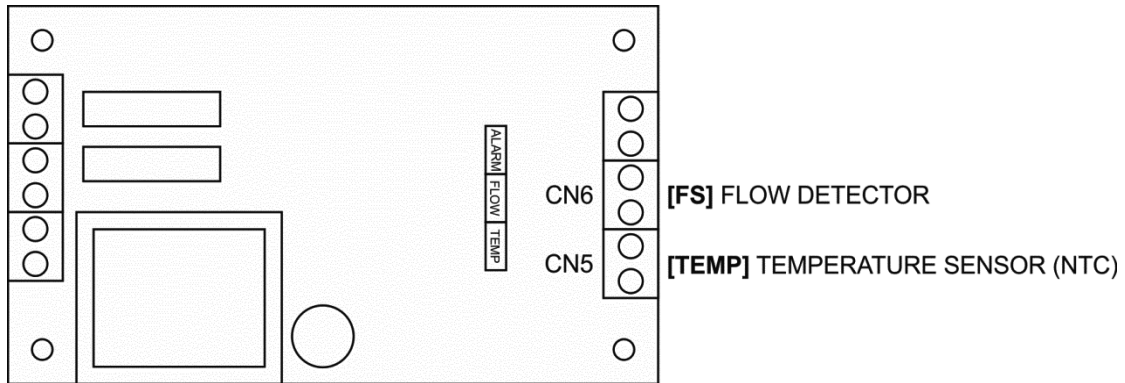 ALARM
FLOW
TEMP
CN6 [FS] FLOW DETECTOR
CN5 [TEMP] TEMPERATURE SENSOR (NTC)